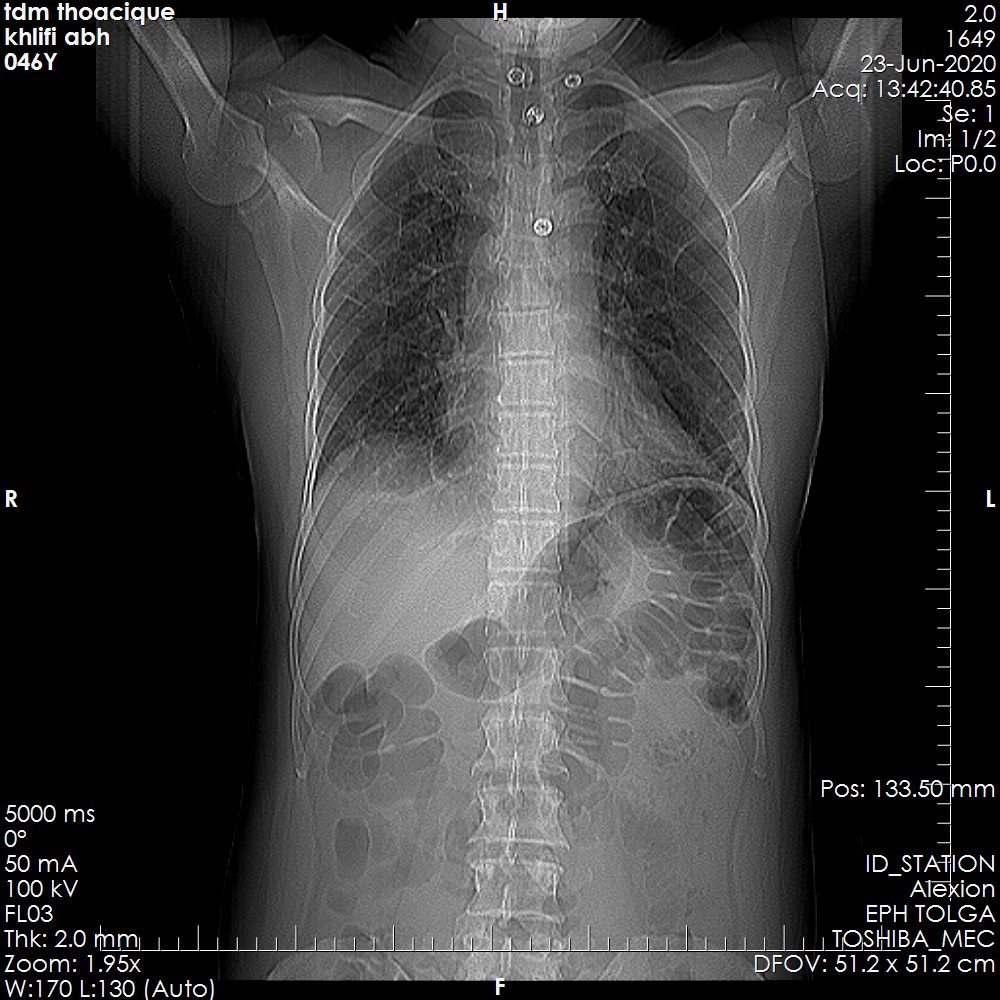 tdm thoacique
khlifi abh
046Y
H
2.0
1649
23-Jun-2020
Acq: 13:42:40.85
Se: 1
Im: 1/2
Loc: P0.0
R
L
Pos: 133.50 mm
5000 ms
0°
50 mA
100 kV
FL03
Thk: 2.0 mm
Zoom: 1.95x
W:170 L:130 (Auto)
F
ID_STATION
Alexion
EPH TOLGA
TOSHIBA_MEC
DFOV: 51.2 x 51.2 cm